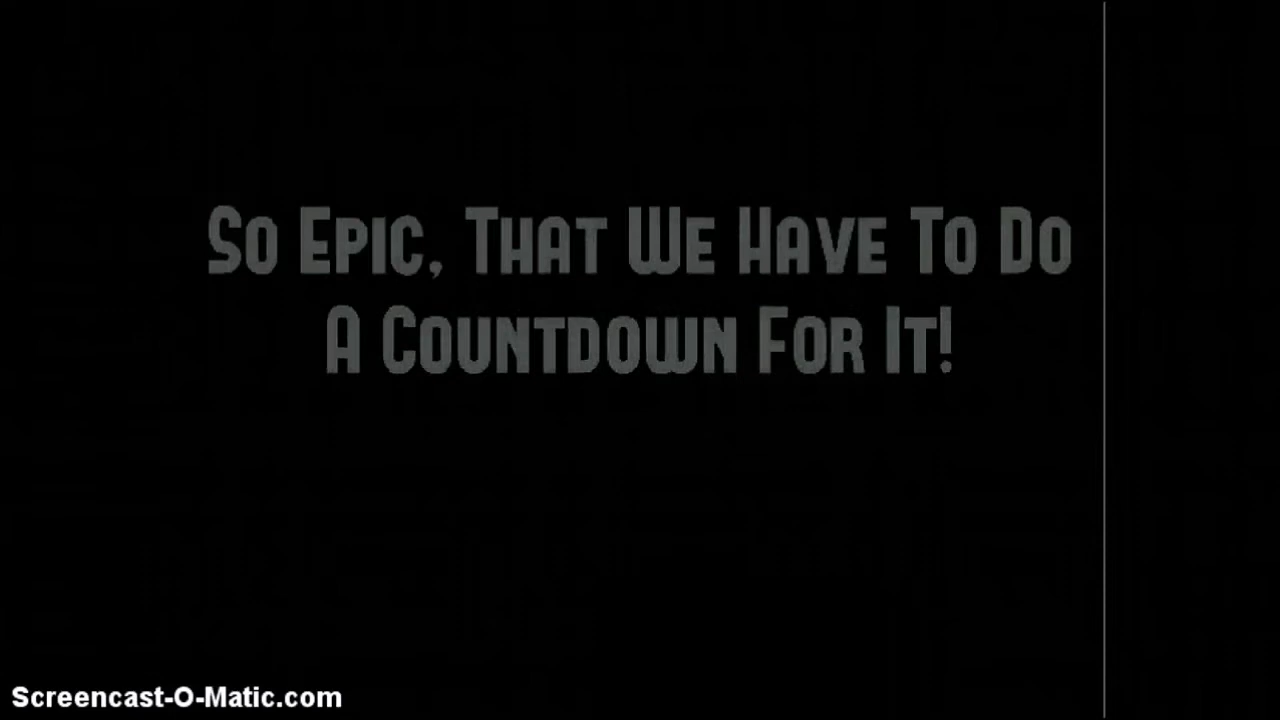 So Epic, That We Have To Do
A Countdown For It!
Screencast-O-Matic.com